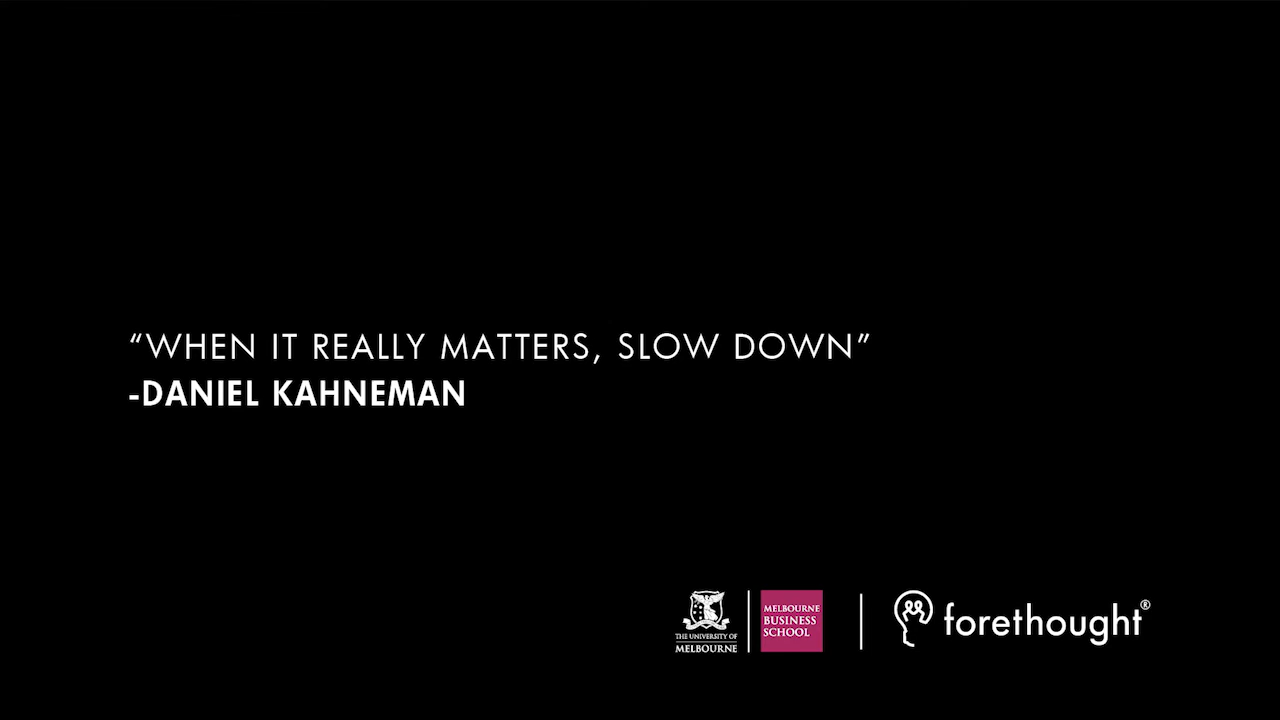 “WHEN IT REALLY MATTERS, SLOW DOWN”
-DANIEL KAHNEMAN
THE UNIVERSITY OF
MELBOURNE
MELBOURNE
BUSINESS
SCHOOL
forethought®